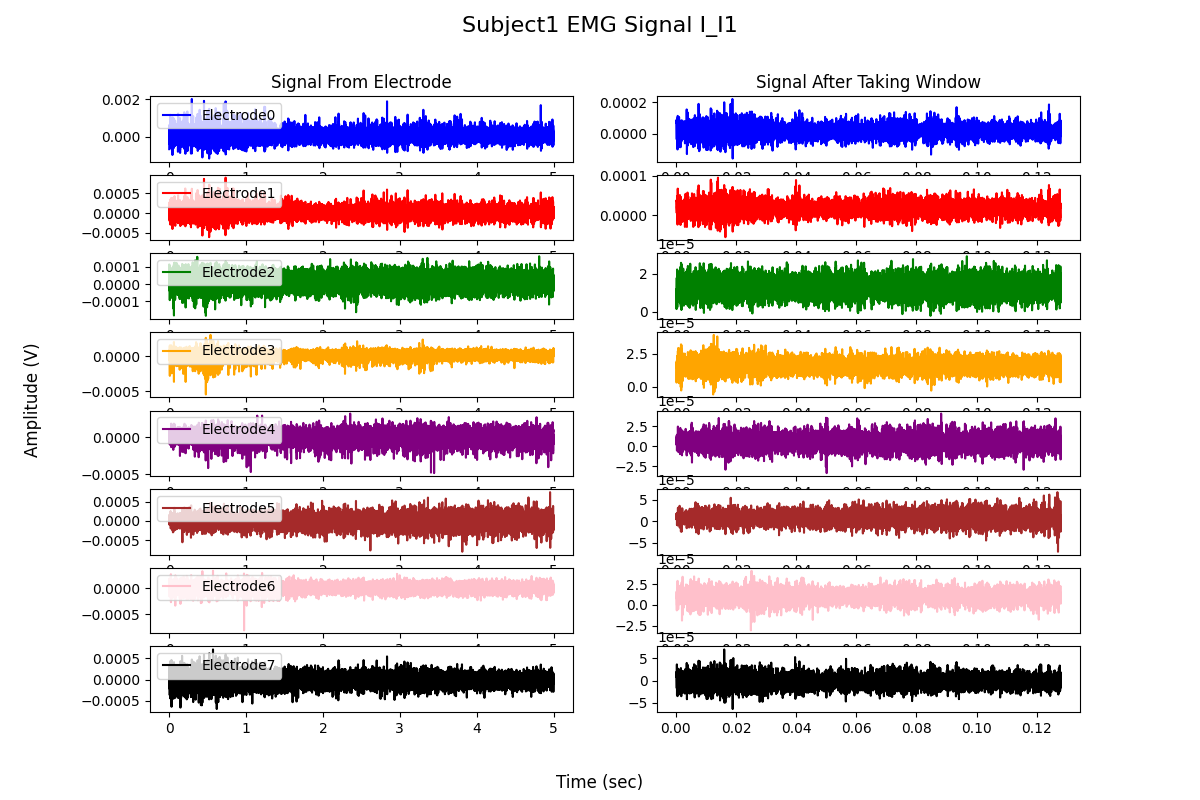 Subject1 EMG Signal I_I1
Signal From Electrode
Signal After Taking Window
0.002
0.000
Electrode0
0.0002
0.0000
0.0005
0.0000
−0.0005
Electrode1
0.0001
0.0000
0.0001
0.0000
−0.0001
Electrode2
1e−5
2
0
0.0000
−0.0005
Electrode3
1e−5
2.5
0.0
0.0000
−0.0005
Electrode4
1e−5
2.5
0.0
−2.5
0.0005
0.0000
−0.0005
Electrode5
1e−5
5
0
−5
0.0000
−0.0005
Electrode6
1e−5
2.5
0.0
−2.5
0.0005
0.0000
−0.0005
Electrode7
1e−5
5
0
−5
0 1 2 3 4 5
0.00 0.02 0.04 0.06 0.08 0.10 0.12
Amplitude (V)
Time (sec)